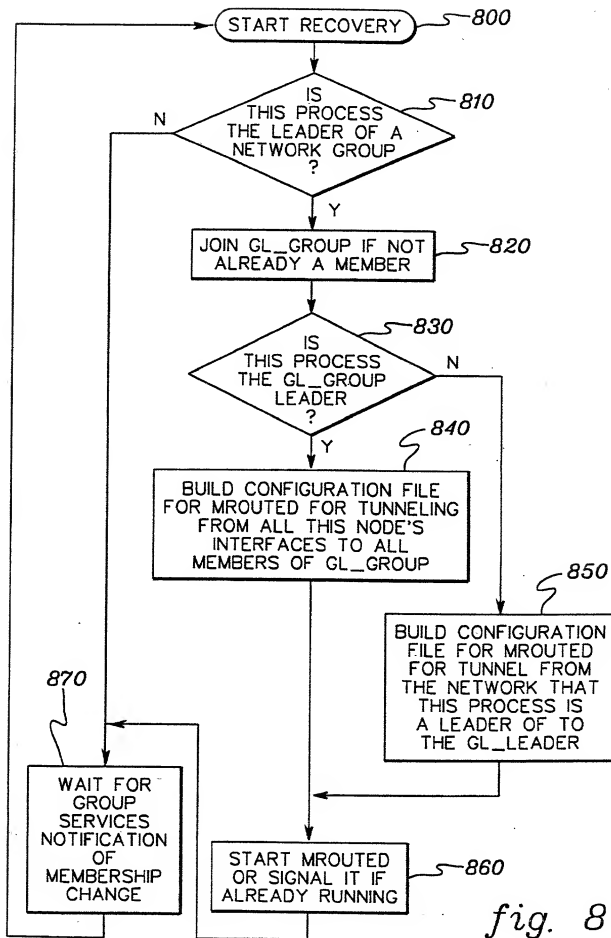 START RECOVERY
800
IS
THIS PROCESS
THE LEADER OF A
NETWORK GROUP
?
810
N
Y
JOIN GL_GROUP IF NOT
ALREADY A MEMBER
820
IS
THIS PROCESS
THE GL_GROUP
LEADER
?
830
N
Y
840
BUILD CONFIGURATION FILE
FOR MROUTED FOR TUNNELING
FROM ALL THIS NODE'S
INTERFACES TO ALL
MEMBERS OF GL_GROUP
850
BUILD CONFIGURATION
FILE FOR MROUTED
FOR TUNNEL FROM
THE NETWORK THAT
THIS PROCESS IS
A LEADER OF TO
THE GL_LEADER
870
WAIT FOR
GROUP
SERVICES
NOTIFICATION
OF
MEMBERSHIP
CHANGE
START MROUTED
OR SIGNAL IT IF
ALREADY RUNNING
860
fig. 8